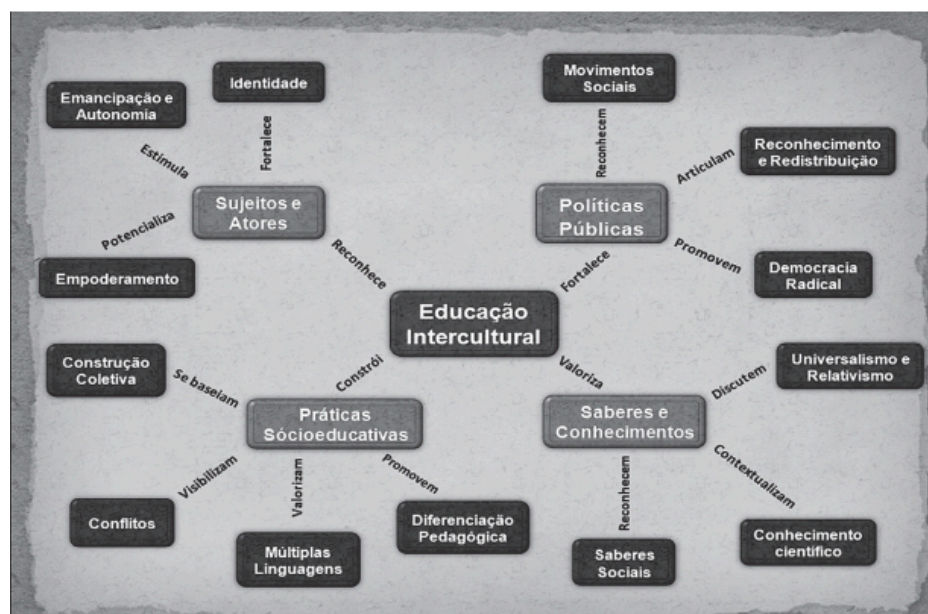 Emancipação e
Autonomia
Identidade
Estímula
Fortalece
Sujeitos e
Atores
Potencializa
Empoderamento
Reconhece
Movimentos
Sociais
Reconhecem
Reconhecimento
e Redistribuição
Articulam
Políticas
Públicas
Promovem
Democracia
Radical
Fortalece
Educação
Intercultural
Construção
Coletiva
Se baseiam
Constrói
Práticas
Sócioeducativas
Visibilizam
Conflitos
Valorizam
Múltiplas
Linguagens
Promovem
Diferenciação
Pedagógica
Valoriza
Saberes e
Conhecimentos
Discutem
Universalismo e
Relativismo
Contextualizam
Conhecimento
científico
Reconhecem
Saberes
Sociais